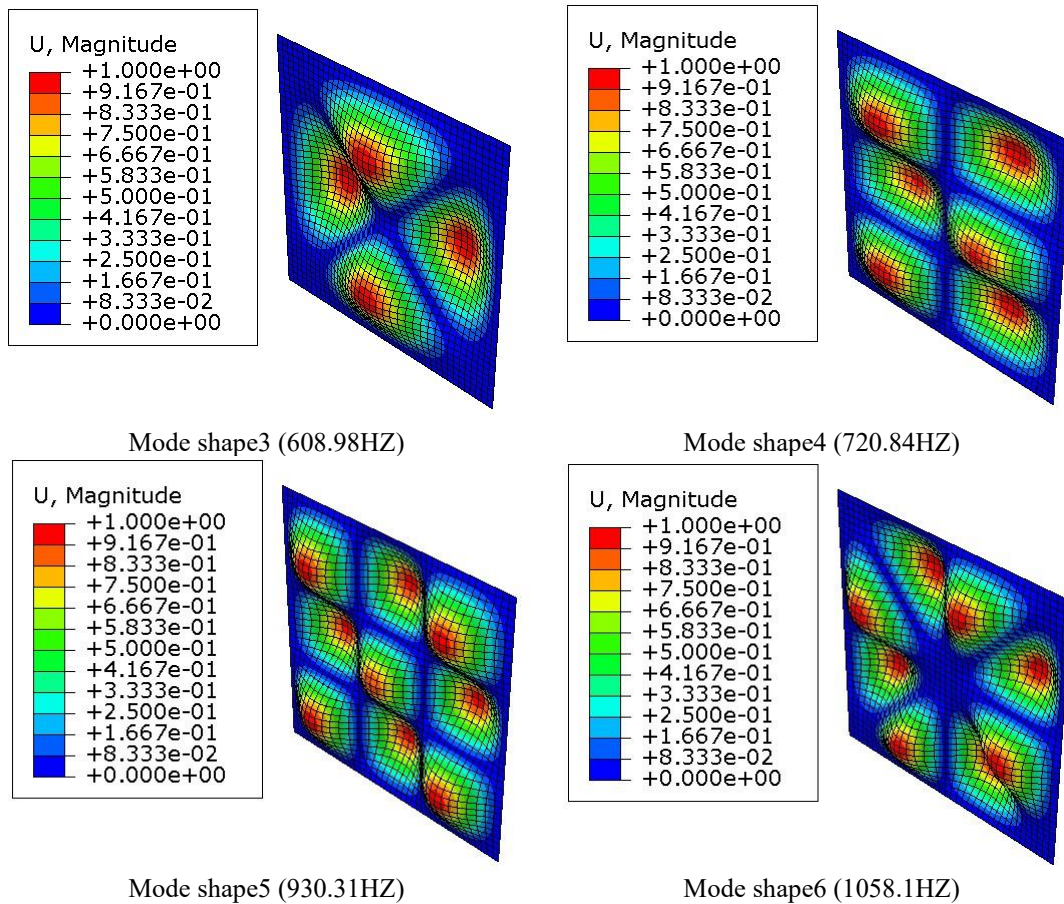 U, Magnitude
+1.000e+00
+9.167e-01
+8.333e-01
+7.500e-01
+6.667e-01
+5.833e-01
+5.000e-01
+4.167e-01
+3.333e-01
+2.500e-01
+1.667e-01
+8.333e-02
+0.000e+00
Mode shape3 (608.98HZ)
U, Magnitude
+1.000e+00
+9.167e-01
+8.333e-01
+7.500e-01
+6.667e-01
+5.833e-01
+5.000e-01
+4.167e-01
+3.333e-01
+2.500e-01
+1.667e-01
+8.333e-02
+0.000e+00
Mode shape4 (720.84HZ)
U, Magnitude
+1.000e+00
+9.167e-01
+8.333e-01
+7.500e-01
+6.667e-01
+5.833e-01
+5.000e-01
+4.167e-01
+3.333e-01
+2.500e-01
+1.667e-01
+8.333e-02
+0.000e+00
Mode shape5 (930.31HZ)
U, Magnitude
+1.000e+00
+9.167e-01
+8.333e-01
+7.500e-01
+6.667e-01
+5.833e-01
+5.000e-01
+4.167e-01
+3.333e-01
+2.500e-01
+1.667e-01
+8.333e-02
+0.000e+00
Mode shape6 (1058.1HZ)